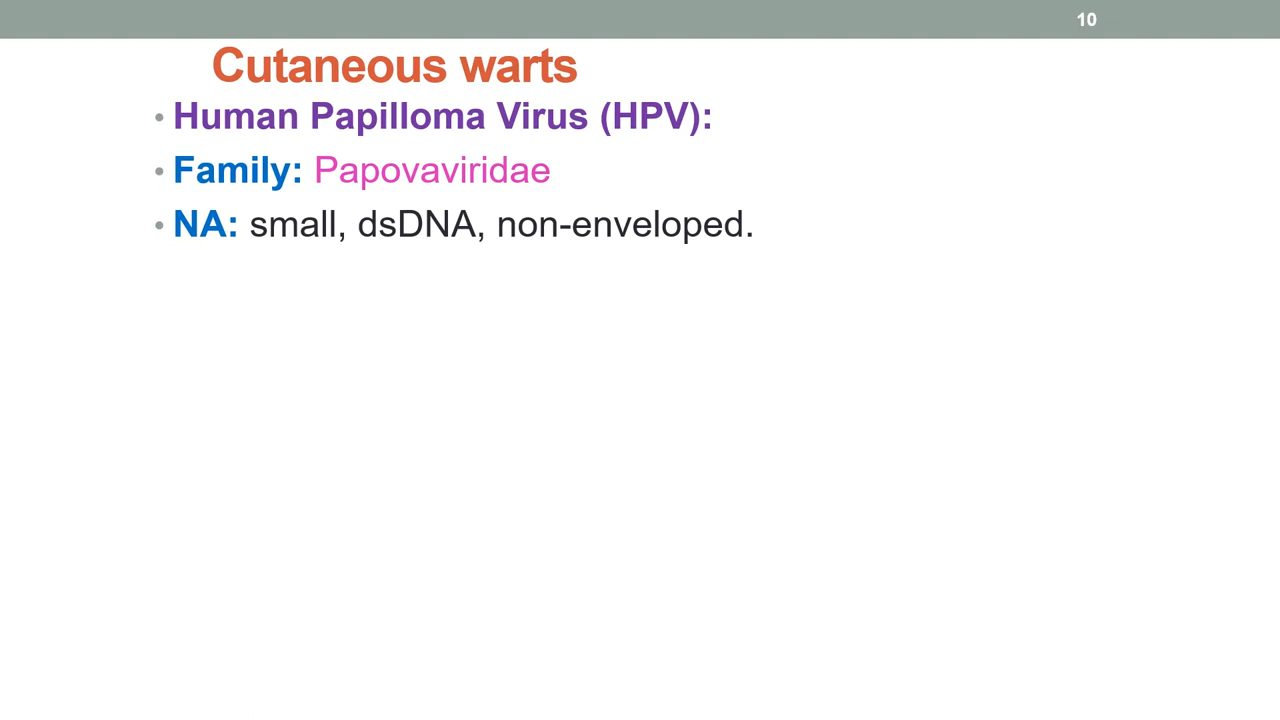 10
Cutaneous warts
• Human Papilloma Virus (HPV):
• Family: Papovaviridae
• NA: small, dsDNA, non-enveloped.